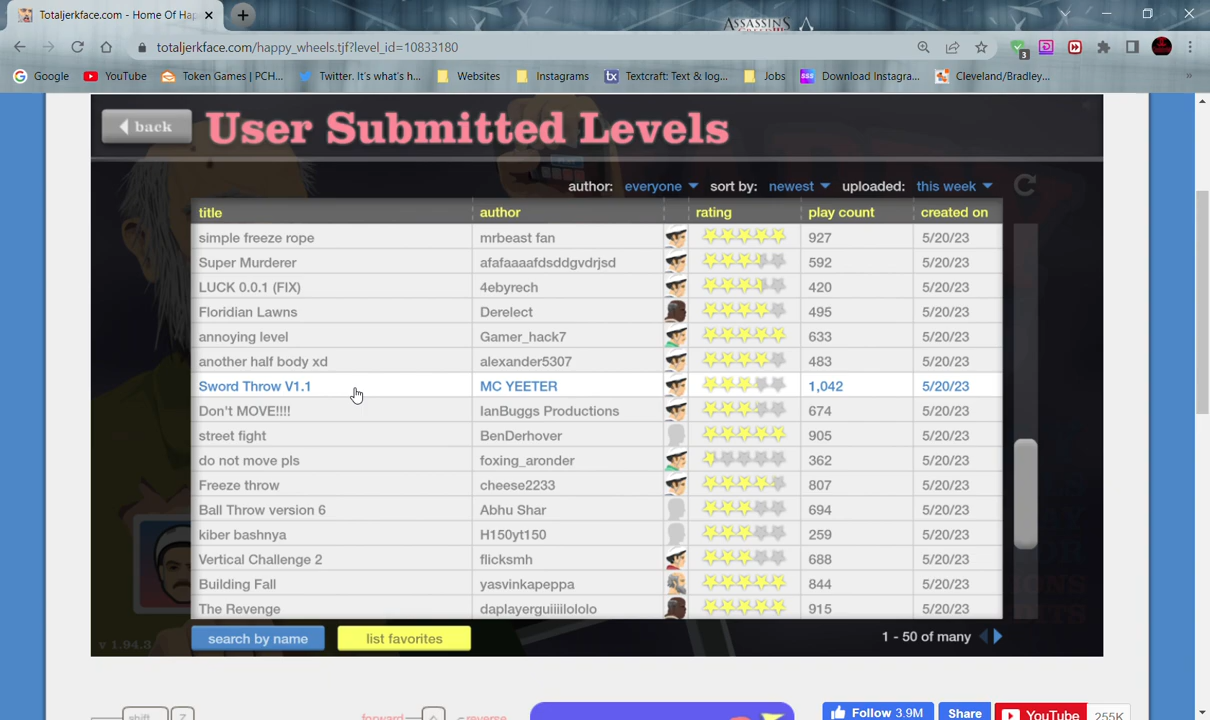 Totaljerkface.com - Home Of Hap
ASSASSINS
totaljerkface.com/happy_wheels.tjf?level_id=10833180
3
Google YouTube Token Games | PCH... Twitter. It's what's h... Websites Instagrams Textcraft: Text & log... Jobs Download Instagra... Cleveland/Bradley... »
back User Submitted Levels
author: everyone sort by: newest uploaded: this week
title author rating play count created on
simple freeze rope mrbeast fan 927 5/20/23
Super Murderer afafaaaafdsddgvdrjsd 592 5/20/23
LUCK 0.0.1 (FIX) 4ebyrech 420 5/20/23
Floridian Lawns Derelect 495 5/20/23
annoying level Gamer_hack7 633 5/20/23
another half body xd alexander5307 483 5/20/23
Sword Throw V1.1 MC YEETER 1,042 5/20/23
Don't MOVE!!!! IanBuggs Productions 674 5/20/23
street fight BenDerhover 905 5/20/23
do not move pls foxing_aronder 362 5/20/23
Freeze throw cheese2233 807 5/20/23
Ball Throw version 6 Abhu Shar 694 5/20/23
kiber bashnya H150yt150 259 5/20/23
Vertical Challenge 2 flicksmh 688 5/20/23
Building Fall yasvinkapeppa 844 5/20/23
The Revenge daplayerguiiiilololo 915 5/20/23
search by name list favorites 1 - 50 of many
v 1.94.3
shift Z forward reverse Follow 3.9M Share YouTube 255K